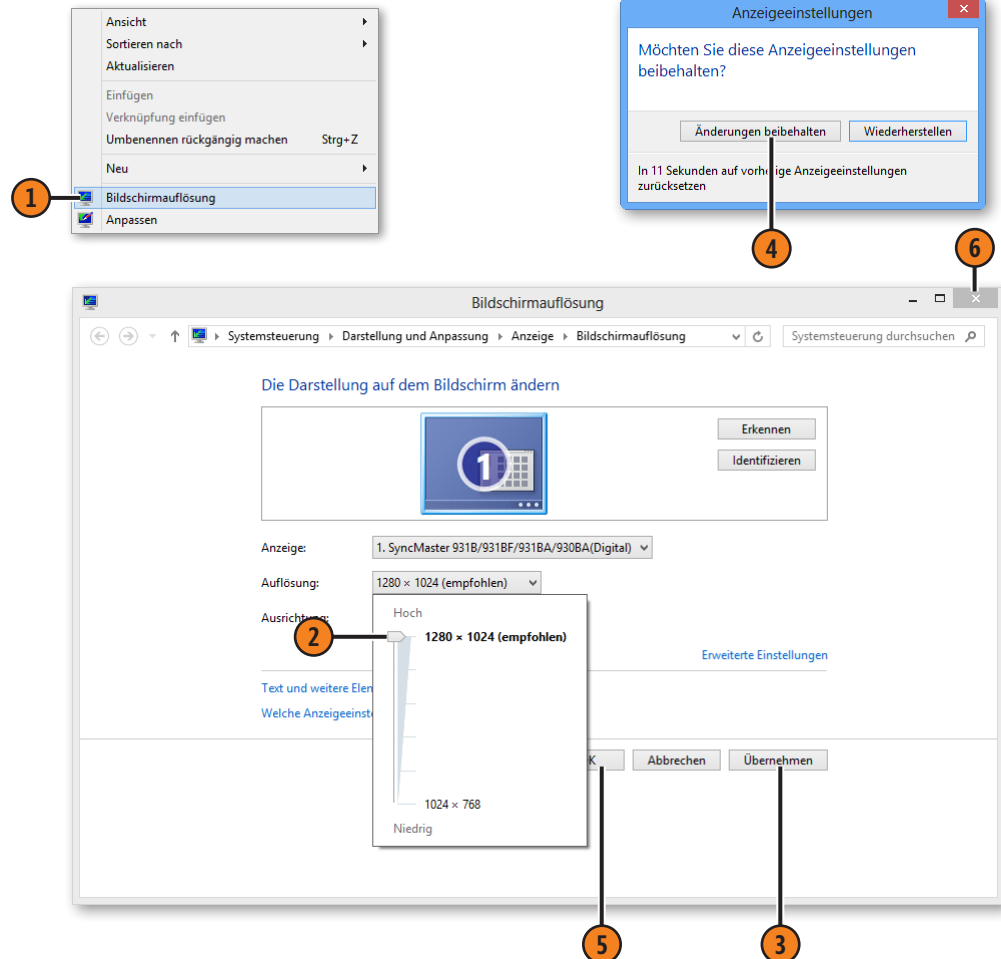 Ansicht
Sortieren nach
Aktualisieren
Einfügen
Verknüpfung einfügen
Umbenennen rückgängig machen Strg+Z
Neu
1
Bildschirmauflösung
Anpassen
Anzeigeeinstellungen
Möchten Sie diese Anzeigeeinstellungen
beibehalten?
Änderungen beibehalten Wiederherstellen
In 11 Sekunden auf vorherige Anzeigeeinstellungen
zurücksetzen
4
6
Bildschirmauflösung
Systemsteuerung Darstellung und Anpassung Anzeige Bildschirmauflösung Systemsteuerung durchsuchen
Die Darstellung auf dem Bildschirm ändern
1
Erkennen
Identifizieren
Anzeige: 1. SyncMaster 931B/931BF/931BA/930BA(Digital)
Auflösung: 1280 × 1024 (empfohlen)
Ausrichtung:
Hoch
2
1280 × 1024 (empfohlen)
Erweiterte Einstellungen
Text und weitere
Welche
1024 × 768
Niedrig
K Abbrechen Übernehmen
5
3